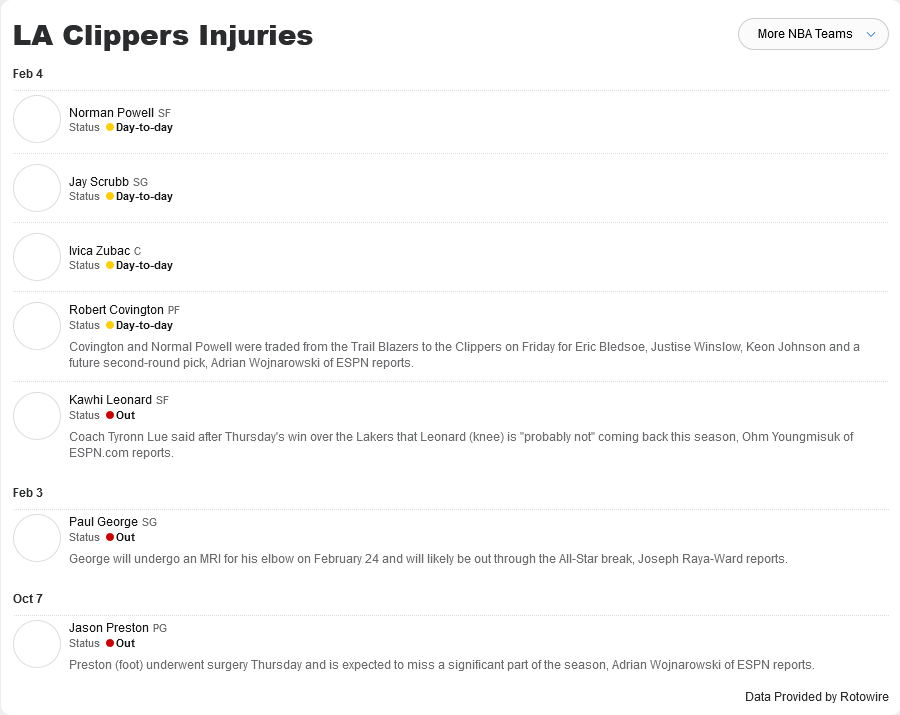 LA Clippers Injuries
More NBA Teams
Feb 4
Norman Powell SF
Status Day-to-day
Jay Scrubb SG
Status Day-to-day
Ivica Zubac C
Status Day-to-day
Robert Covington PF
Status Day-to-day
Covington and Normal Powell were traded from the Trail Blazers to the Clippers on Friday for Eric Bledsoe, Justise Winslow, Keon Johnson and a
future second-round pick, Adrian Wojnarowski of ESPN reports.
Kawhi Leonard SF
Status Out
Coach Tyronn Lue said after Thursday's win over the Lakers that Leonard (knee) is "probably not" coming back this season, Ohm Youngmisuk of
ESPN.com reports.
Feb 3
Paul George SG
Status Out
George will undergo an MRI for his elbow on February 24 and will likely be out through the All-Star break, Joseph Raya-Ward reports.
Oct 7
Jason Preston PG
Status Out
Preston (foot) underwent surgery Thursday and is expected to miss a significant part of the season, Adrian Wojnarowski of ESPN reports.
Data Provided by Rotowire